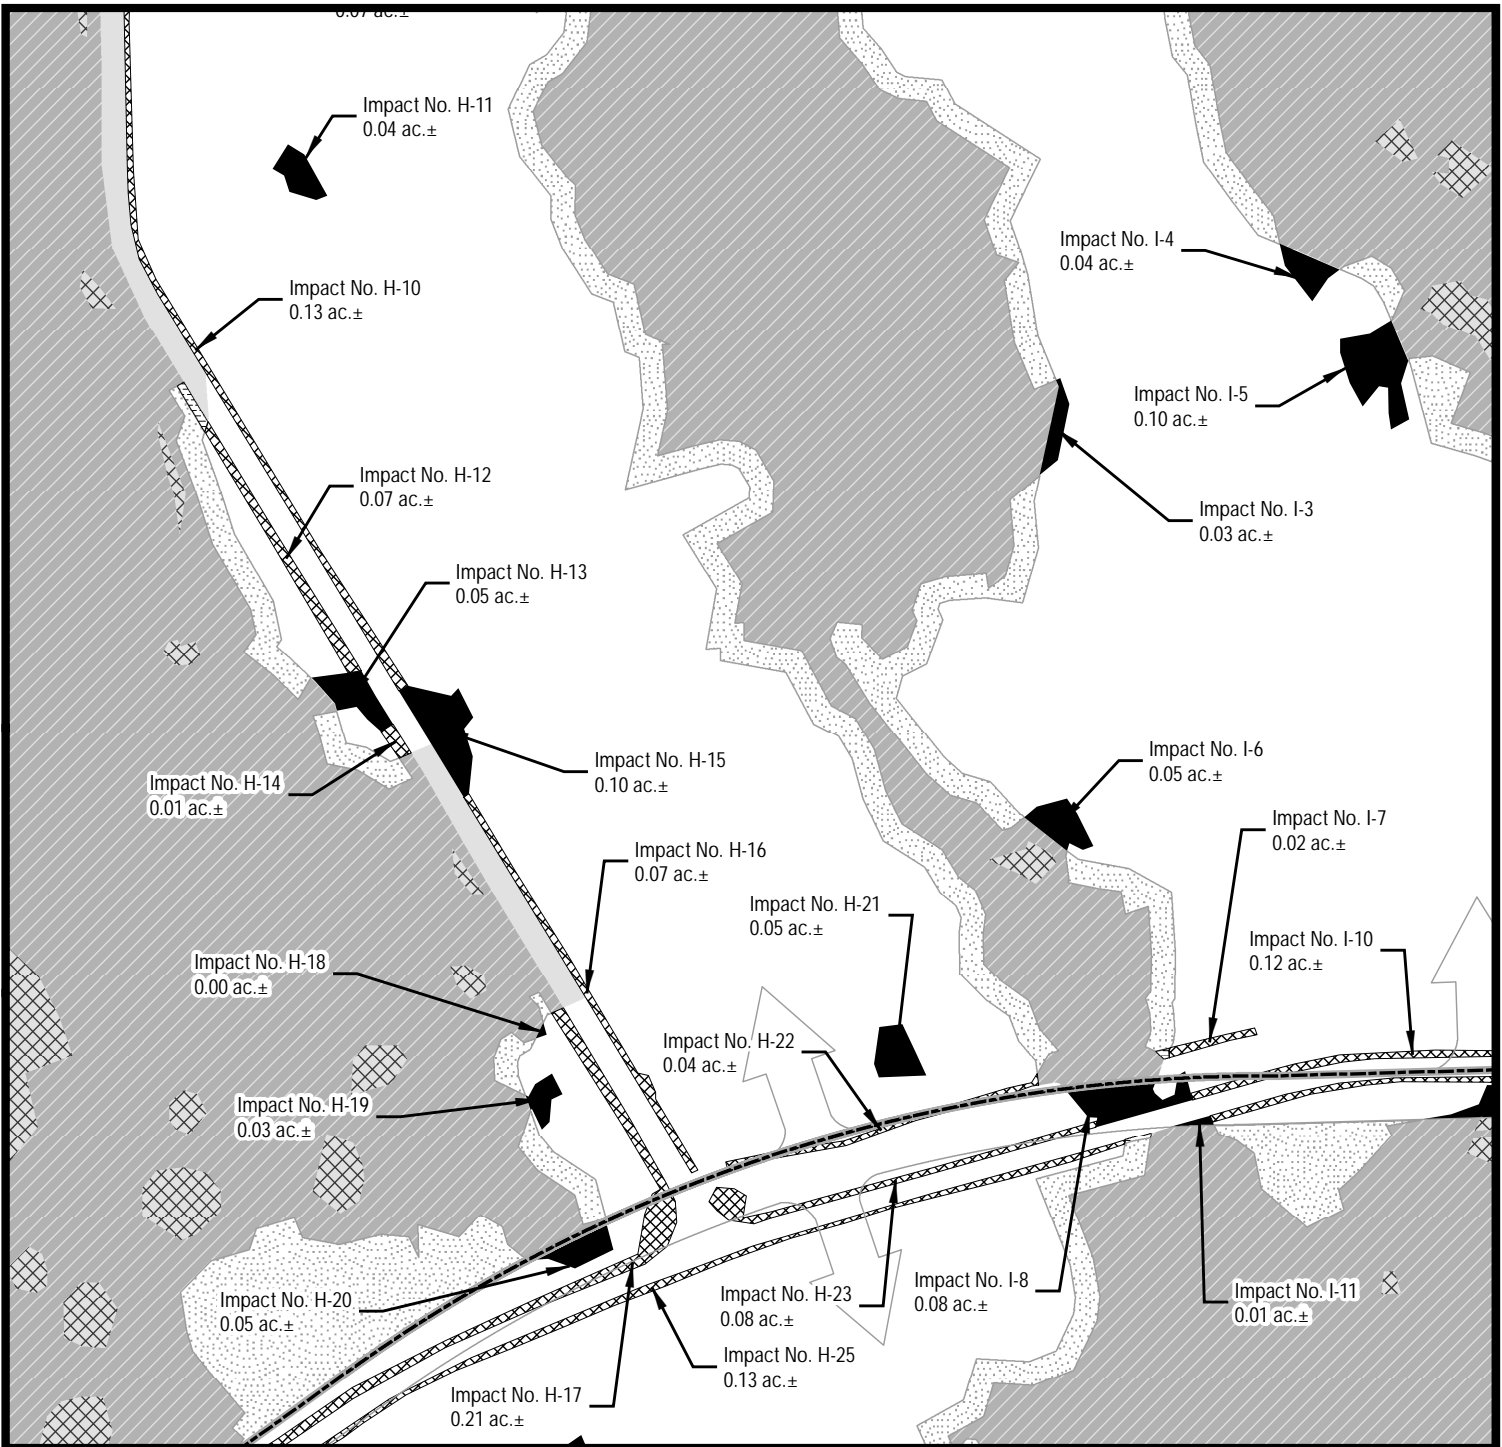 0.07 ac.±
Impact No. H-11
0.04 ac.±
Impact No. I-4
0.04 ac.±
Impact No. H-10
0.13 ac.±
Impact No. I-5
0.10 ac.±
Impact No. H-12
0.07 ac.±
Impact No. I-3
0.03 ac.±
Impact No. H-13
0.05 ac.±
Impact No. H-15
0.10 ac.±
Impact No. I-6
0.05 ac.±
Impact No. H-14
0.01 ac.±
Impact No. I-7
0.02 ac.±
Impact No. H-16
0.07 ac.±
Impact No. H-21
0.05 ac.±
Impact No. I-10
0.12 ac.±
Impact No. H-18
0.00 ac.±
Impact No. H-22
0.04 ac.±
Impact No. H-19
0.03 ac.±
Impact No. I-8
0.08 ac.±
Impact No. I-11
0.01 ac.±
Impact No. H-23
0.08 ac.±
Impact No. H-20
0.05 ac.±
Impact No. H-25
0.13 ac.±
Impact No. H-17
0.21 ac.±